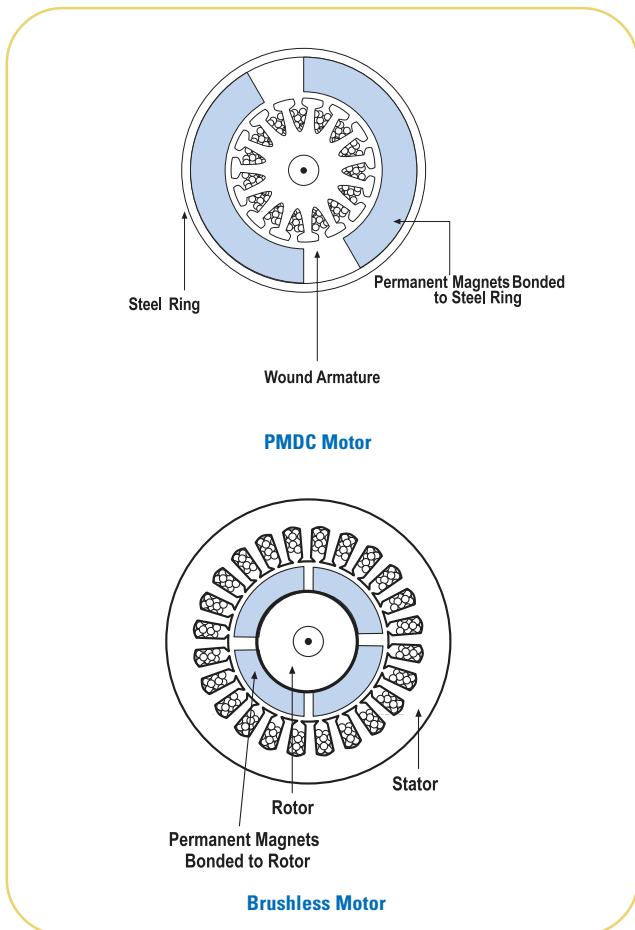 Steel Ring
Permanent Magnets Bonded
to Steel Ring
Wound Armature
PMDC Motor
Stator
Rotor
Permanent Magnets
Bonded to Rotor
Brushless Motor